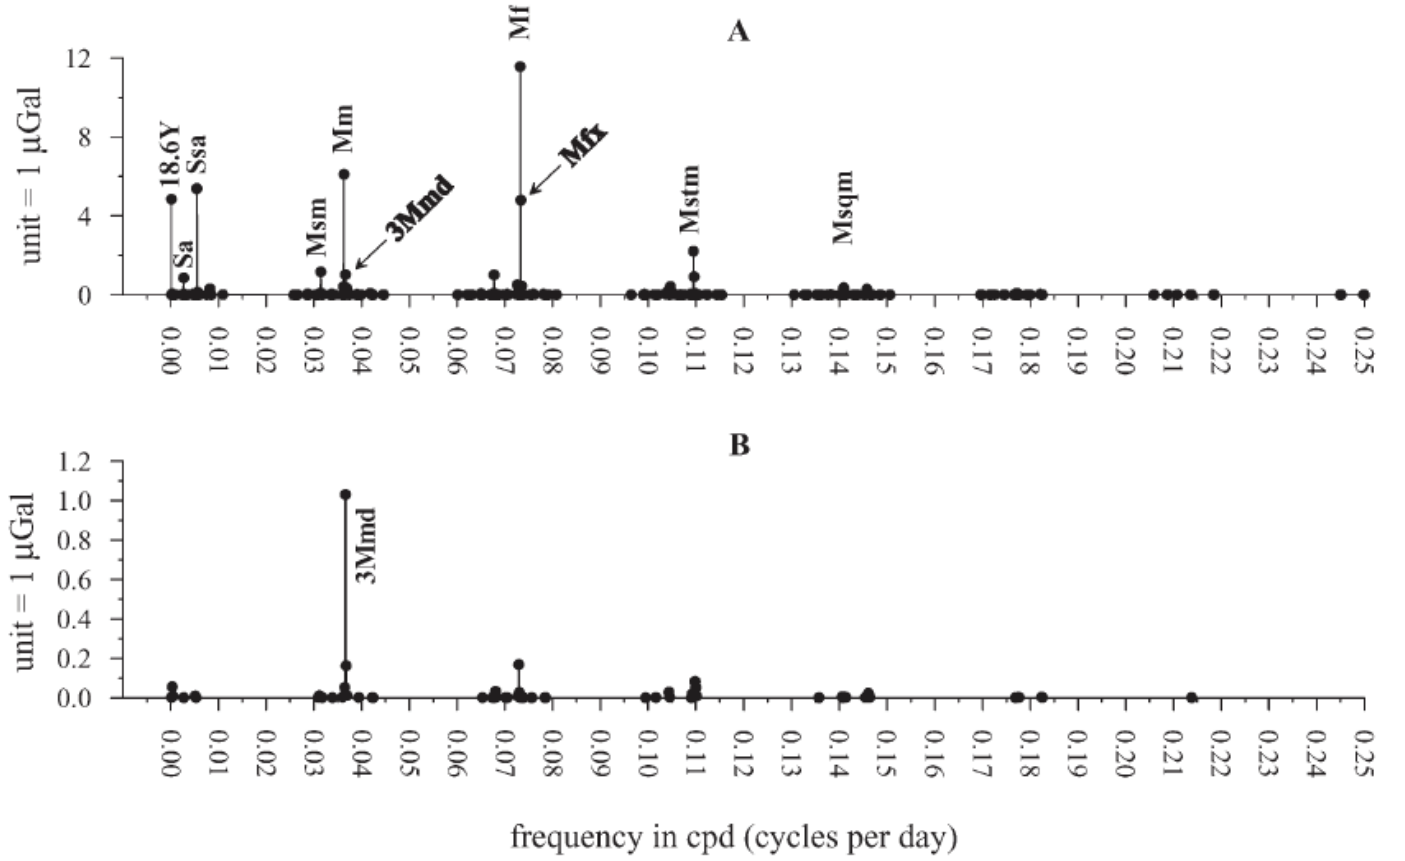 A
unit = 1 μGal
12
8
4
0
18.6Y
Sa
Ssa
Msm
Mm
3Mmd
Mf
Mfx
Mstm
Msqm
0.00 0.01 0.02 0.03 0.04 0.05 0.06 0.07 0.08 0.09 0.10 0.11 0.12 0.13 0.14 0.15 0.16 0.17 0.18 0.19 0.20 0.21 0.22 0.23 0.24 0.25
B
unit = 1 μGal
1.2
1.0
0.8
0.6
0.4
0.2
0.0
3Mmd
0.00 0.01 0.02 0.03 0.04 0.05 0.06 0.07 0.08 0.09 0.10 0.11 0.12 0.13 0.14 0.15 0.16 0.17 0.18 0.19 0.20 0.21 0.22 0.23 0.24 0.25
frequency in cpd (cycles per day)